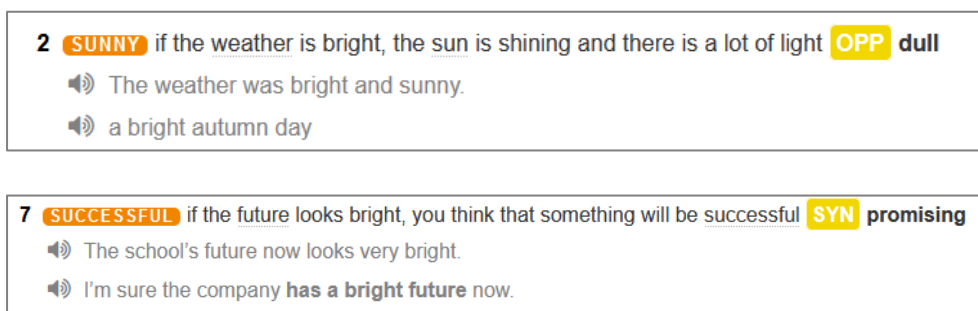 2 SUNNY if the weather is bright, the sun is shining and there is a lot of light OPP dull
The weather was bright and sunny.
a bright autumn day
7 SUCCESSFUL if the future looks bright, you think that something will be successful SYN promising
The school's future now looks very bright.
I'm sure the company has a bright future now.